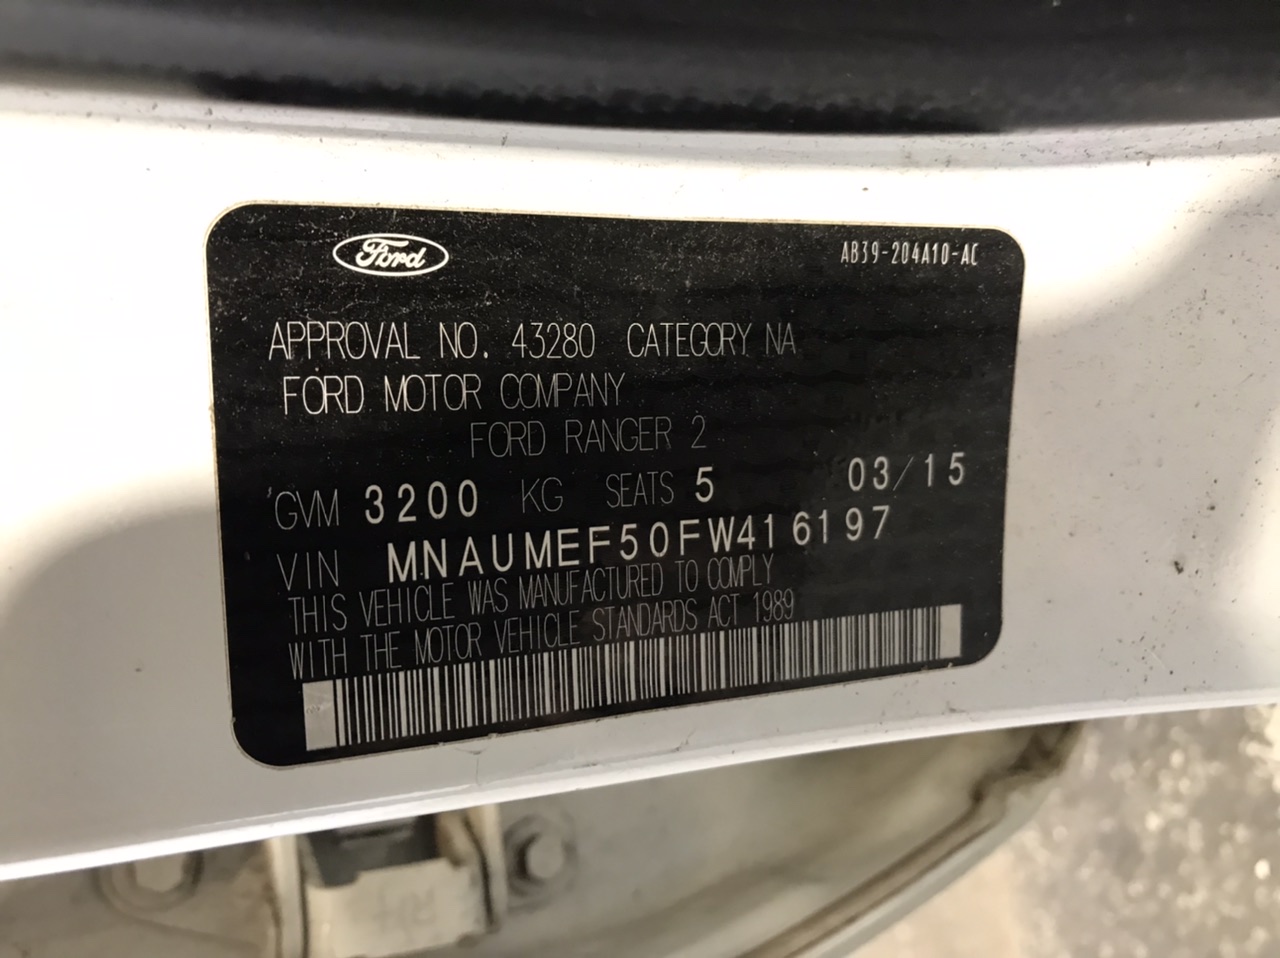 Ford
AB39-204A10-AC
APPROVAL NO. 43280 CATEGORY NA
FORD MOTOR COMPANY
FORD RANGER 2
GVM 3200 KG SEATS 5 03/15
VIN MNAUMEF50FW416197
THIS VEHICLE WAS MANUFACTURED TO COMPLY
WITH THE MOTOR VEHICLE STANDARDS ACT 1989